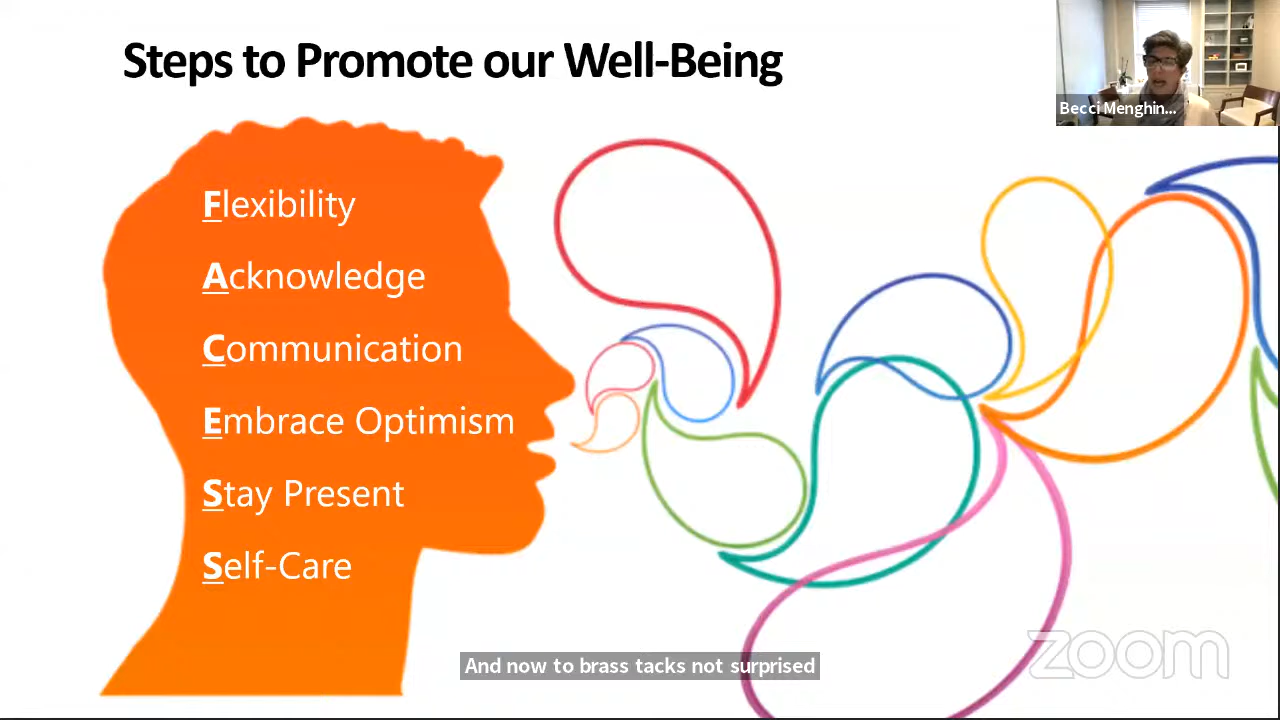 Steps to Promote our Well-Being
Becci Menghin...
Flexibility
Acknowledge
Communication
Embrace Optimism
Stay Present
Self-Care
And now to brass tacks not surprised
zoom